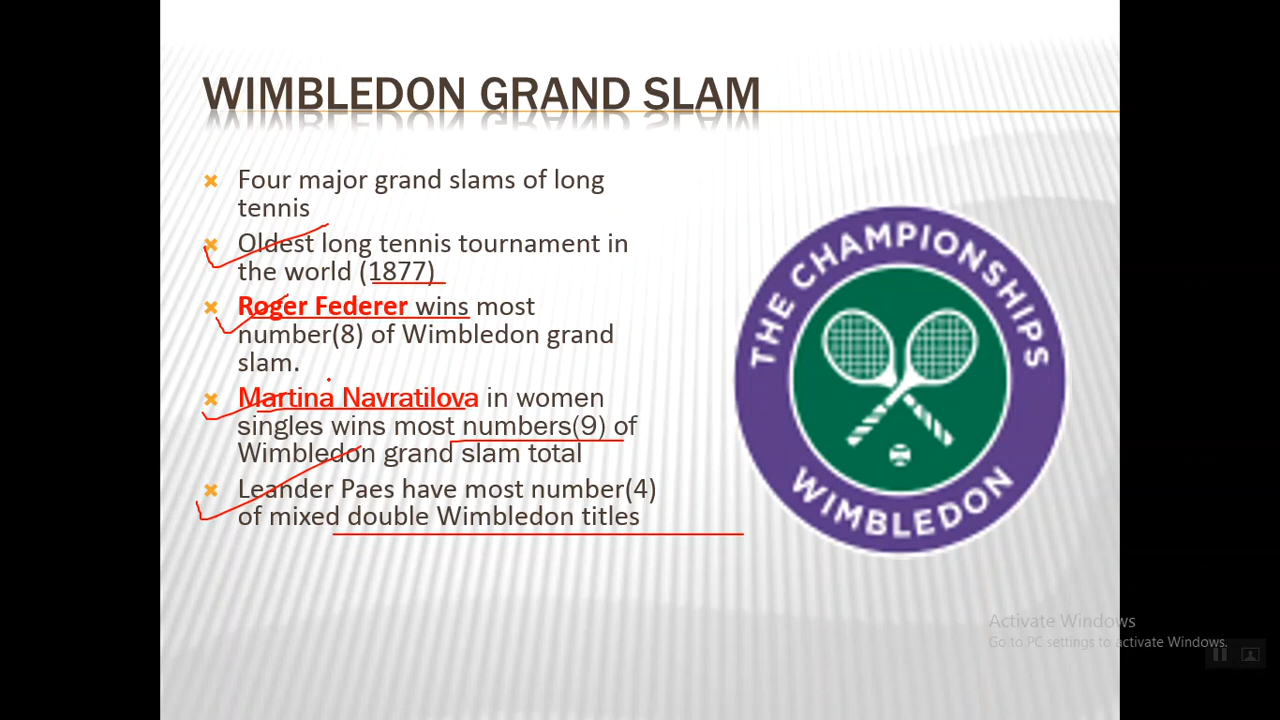 WIMBLEDON GRAND SLAM
Four major grand slams of long
tennis
Oldest long tennis tournament in
the world (1877)
Roger Federer wins most
number(8) of Wimbledon grand
slam.
Martina Navratilova in women
singles wins most numbers(9) of
Wimbledon grand slam total
Leander Paes have most number(4)
of mixed double Wimbledon titles
THE CHAMPIONSHIPS
WIMBLEDON
Activate Windows
Go to PC settings to activate Windows.